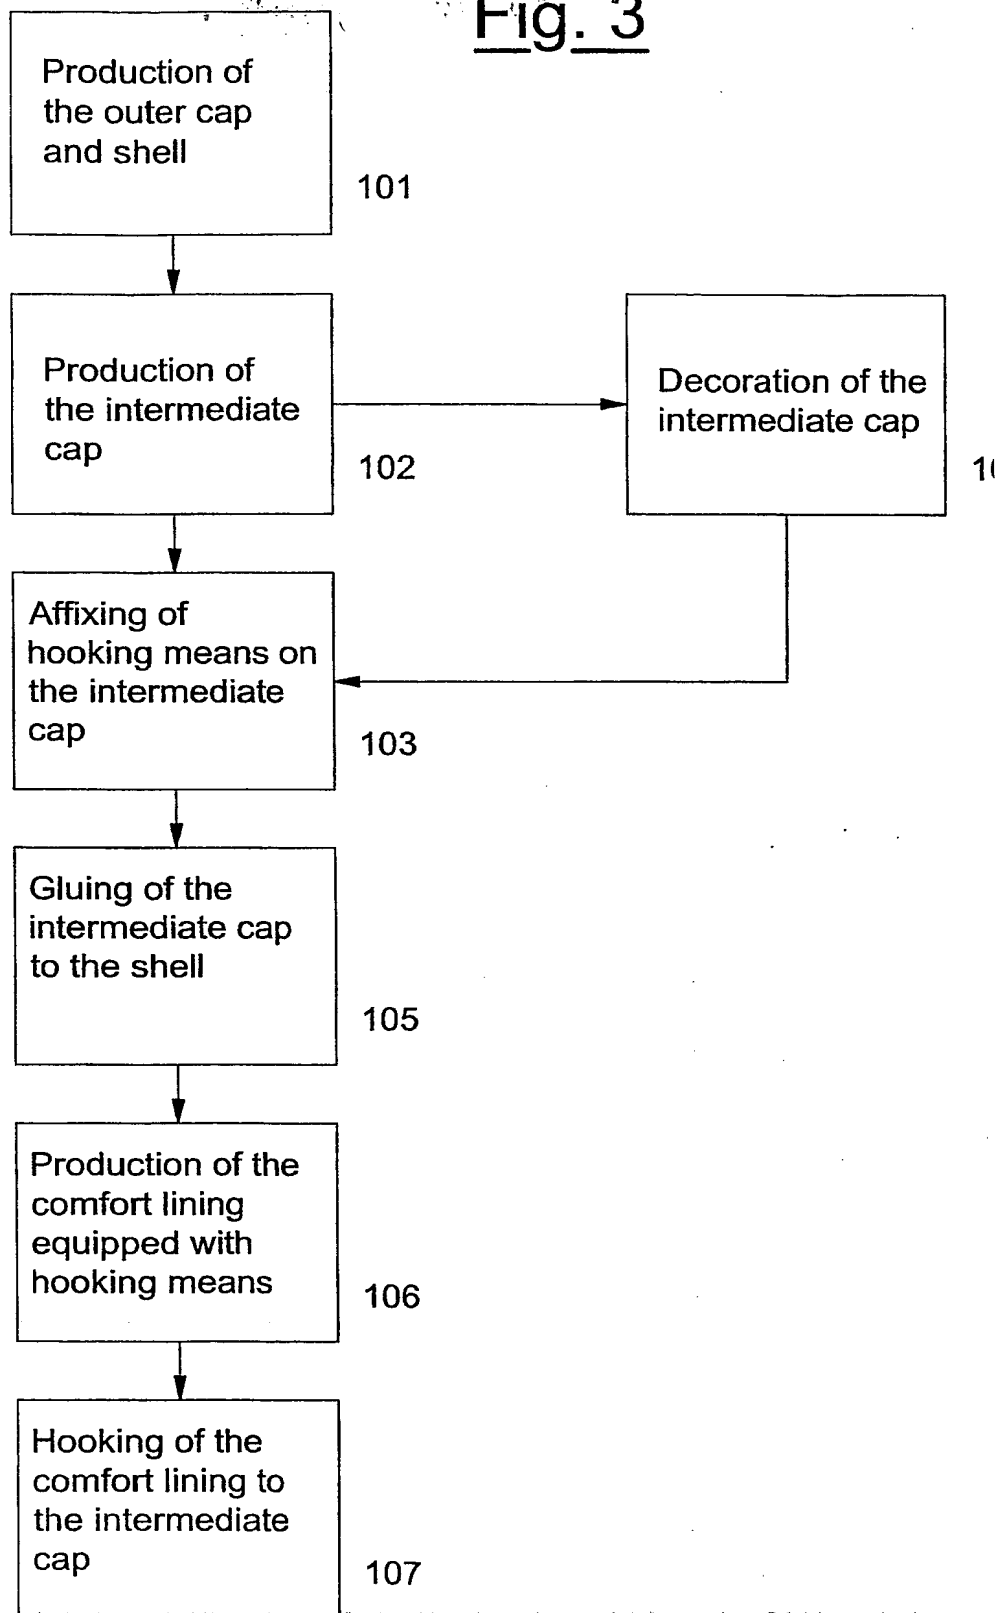 Fig. 3
Production of
the outer cap
and shell
101
Production of
the intermediate
cap
102
Decoration of the
intermediate cap
Affixing of
hooking means on
the intermediate
cap
103
Gluing of the
intermediate cap
to the shell
105
Production of the
comfort lining
equipped with
hooking means
106
Hooking of the
comfort lining to
the intermediate
cap
107